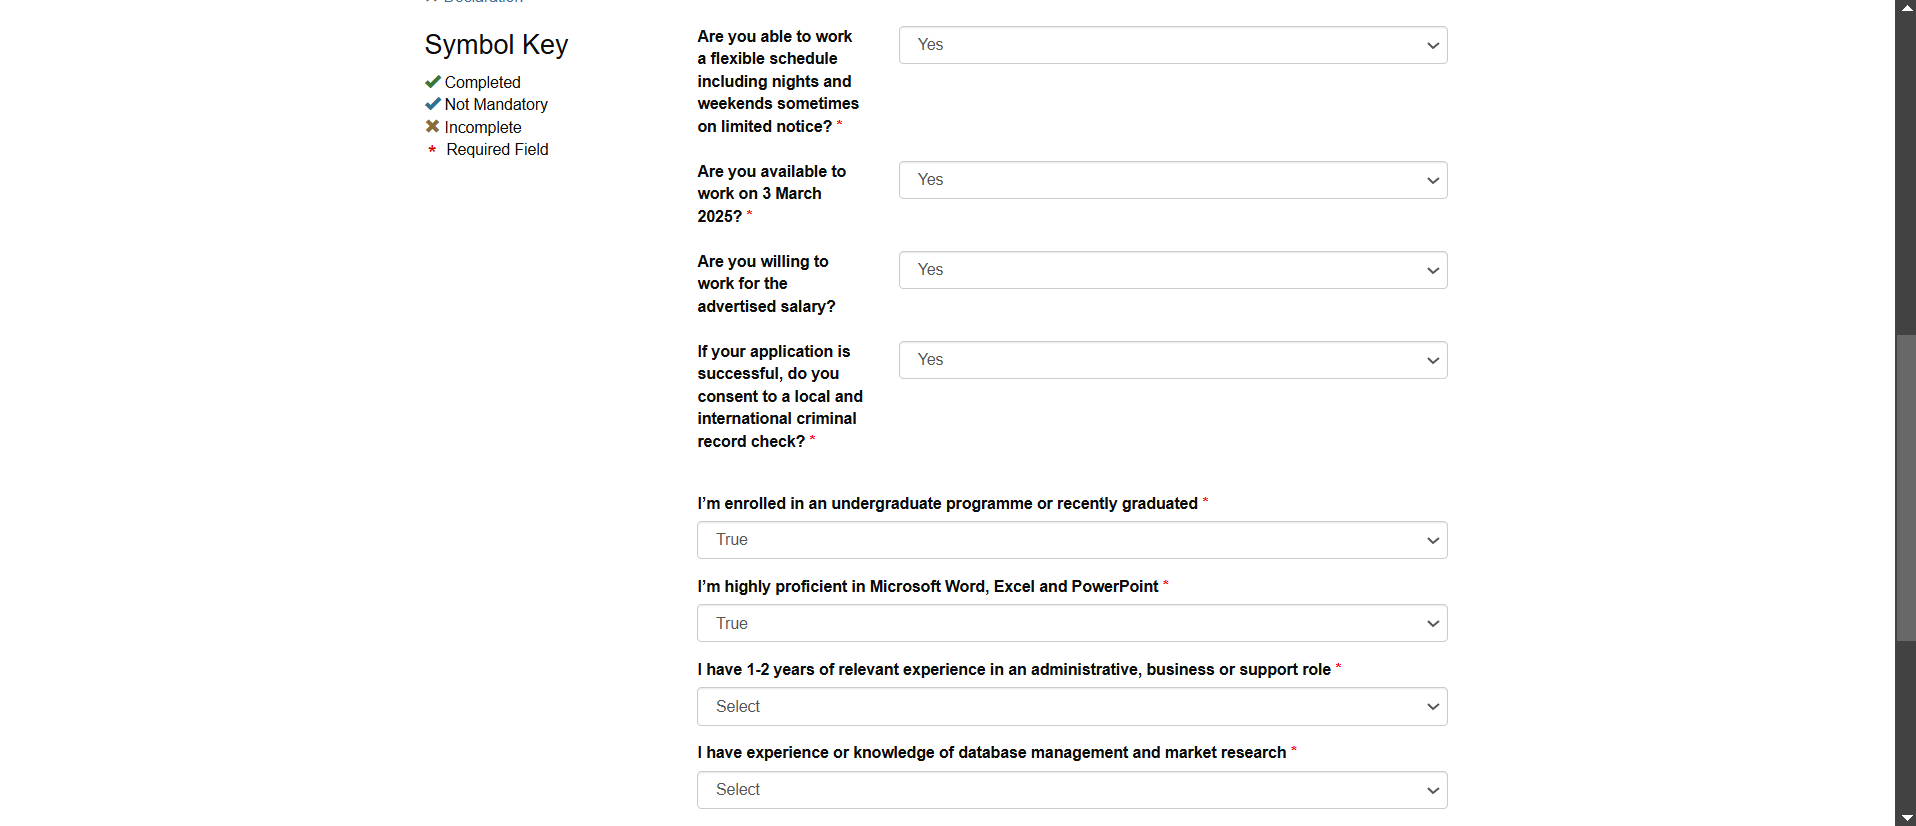 Declaration
Symbol Key
Completed
Not Mandatory
Incomplete
* Required Field
Are you able to work
a flexible schedule
including nights and
weekends sometimes
on limited notice? *
Yes
Are you available to
work on 3 March
2025? *
Yes
Are you willing to
work for the
advertised salary?
Yes
If your application is
successful, do you
consent to a local and
international criminal
record check? *
Yes
I’m enrolled in an undergraduate programme or recently graduated *
True
I’m highly proficient in Microsoft Word, Excel and PowerPoint *
True
I have 1-2 years of relevant experience in an administrative, business or support role *
Select
I have experience or knowledge of database management and market research *
Select